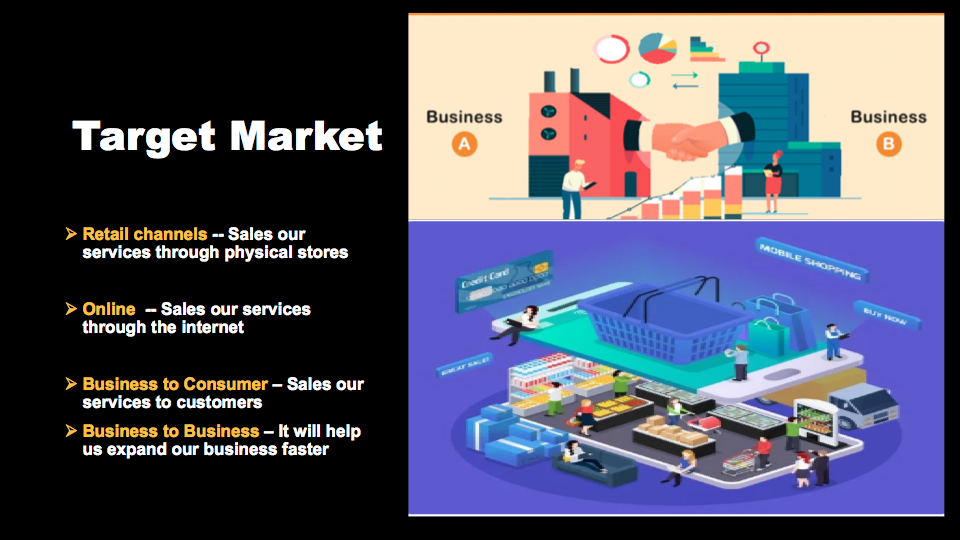 Target Market
➢ Retail channels -- Sales our
services through physical stores
➢ Online -- Sales our services
through the internet
➢ Business to Consumer – Sales our
services to customers
➢ Business to Business – It will help
us expand our business faster
Business
A
Business
B
Credit Card
MOBILE SHOPPING
BUY NOW
GREAT SALE!